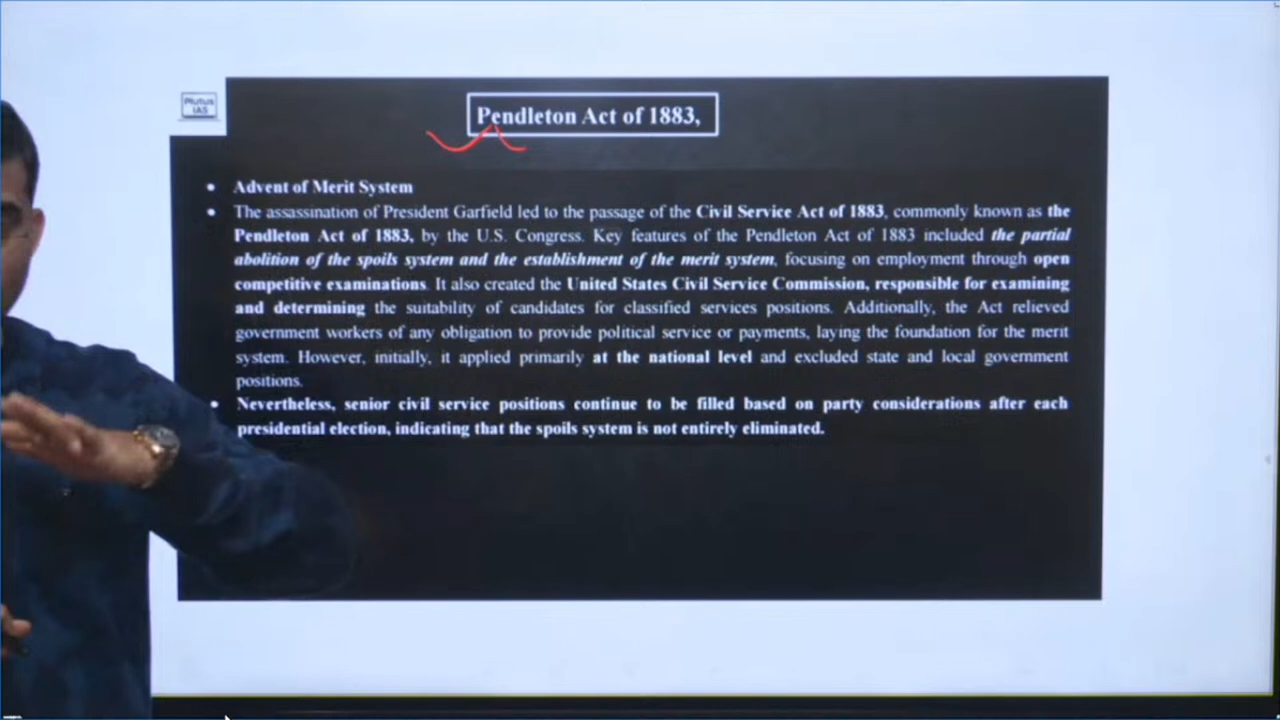 Plutus
IAS
Pendleton Act of 1883,
• Advent of Merit System
• The assassination of President Garfield led to the passage of the Civil Service Act of 1883, commonly known as the
Pendleton Act of 1883, by the U.S. Congress. Key features of the Pendleton Act of 1883 included the partial
abolition of the spoils system and the establishment of the merit system, focusing on employment through open
competitive examinations. It also created the United States Civil Service Commission, responsible for examining
and determining the suitability of candidates for classified services positions. Additionally, the Act relieved
government workers of any obligation to provide political service or payments, laying the foundation for the merit
system. However, initially, it applied primarily at the national level and excluded state and local government
positions.
• Nevertheless, senior civil service positions continue to be filled based on party considerations after each
presidential election, indicating that the spoils system is not entirely eliminated.